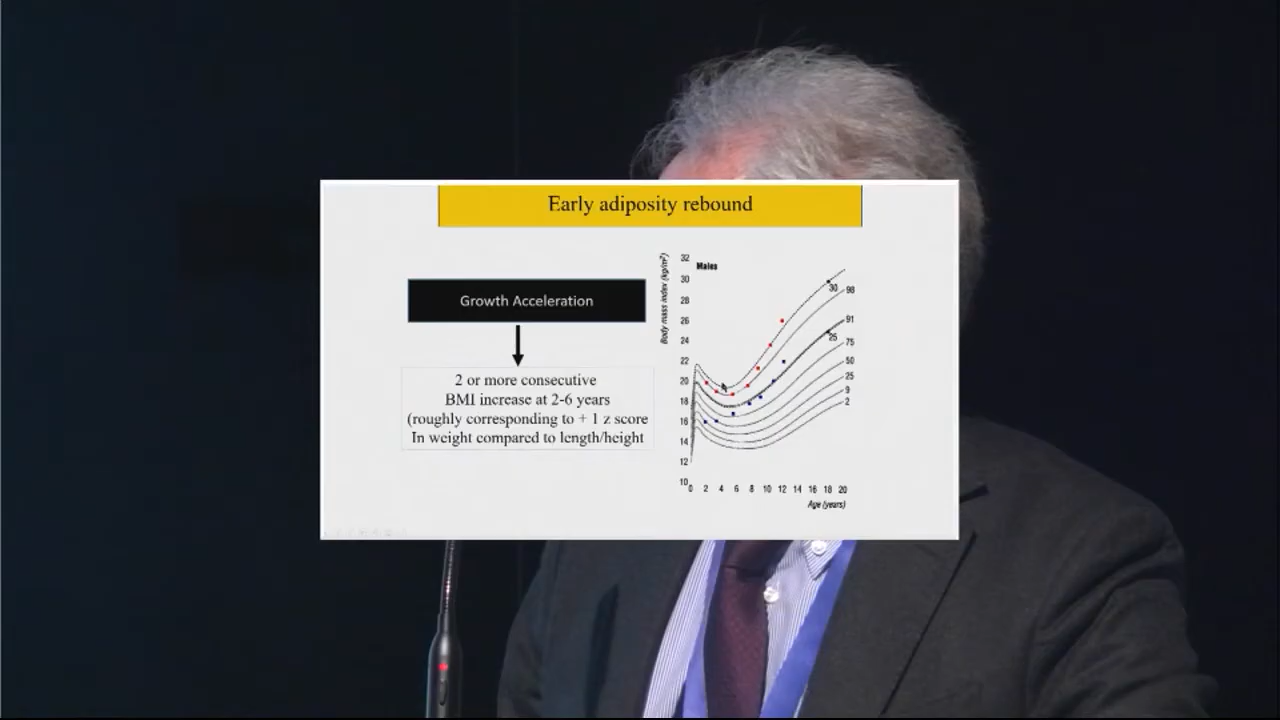 Early adiposity rebound
Growth Acceleration
2 or more consecutive
BMI increase at 2-6 years
(roughly corresponding to + 1 z score
In weight compared to length/height
Body mass index (kg/m²)
Males
32
30
28
26
24
22
20
18
16
14
12
10
30
98
91
25
75
50
25
9
2
0 2 4 6 8 10 12 14 16 18 20
Age (years)